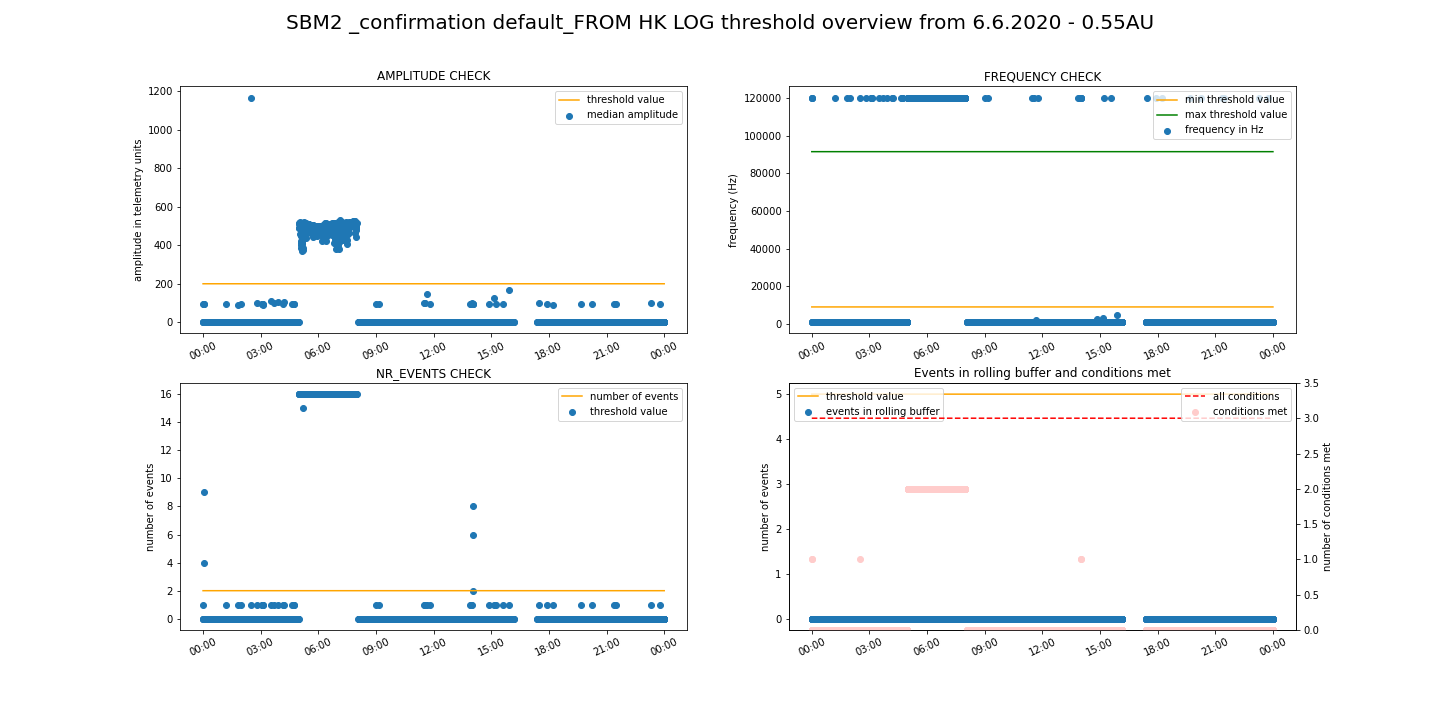 SBM2 _confirmation default_FROM HK LOG threshold overview from 6.6.2020 - 0.55AU
AMPLITUDE CHECK
threshold value
median amplitude
amplitude in telemetry units
1200
1000
800
600
400
200
0
00:00 03:00 06:00 09:00 12:00 15:00 18:00 21:00 00:00
FREQUENCY CHECK
min threshold value
max threshold value
frequency in Hz
frequency (Hz)
120000
100000
80000
60000
40000
20000
0
00:00 03:00 06:00 09:00 12:00 15:00 18:00 21:00 00:00
NR_EVENTS CHECK
number of events
threshold value
number of events
16
14
12
10
8
6
4
2
0
00:00 03:00 06:00 09:00 12:00 15:00 18:00 21:00 00:00
Events in rolling buffer and conditions met
threshold value
events in rolling buffer
all conditions
conditions met
number of events
5
4
3
2
1
0
3.5
3.0
2.5
2.0
1.5
1.0
0.5
0.0
number of conditions met
00:00 03:00 06:00 09:00 12:00 15:00 18:00 21:00 00:00